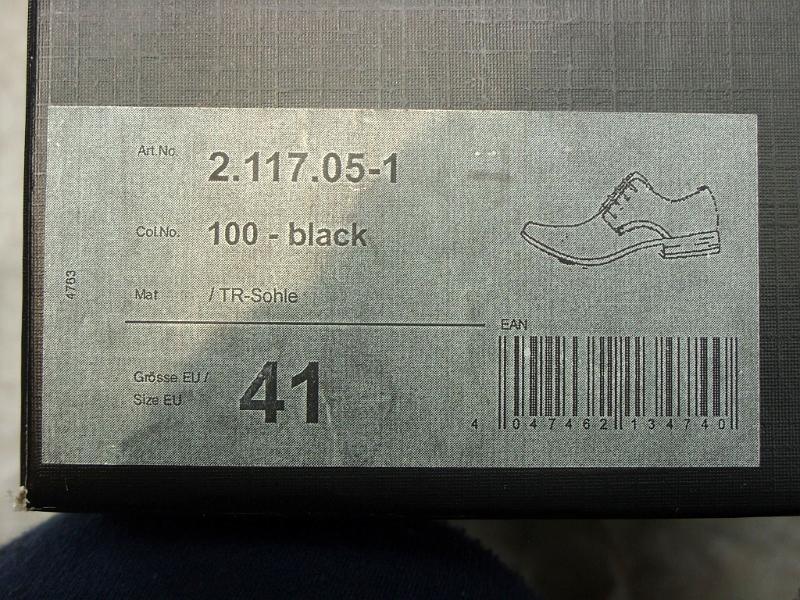 Art.No. 2.117.05-1
Col.No. 100 - black
4763
Mat / TR-Sohle
EAN
Grösse EU /
Size EU
41
4 047462 134740